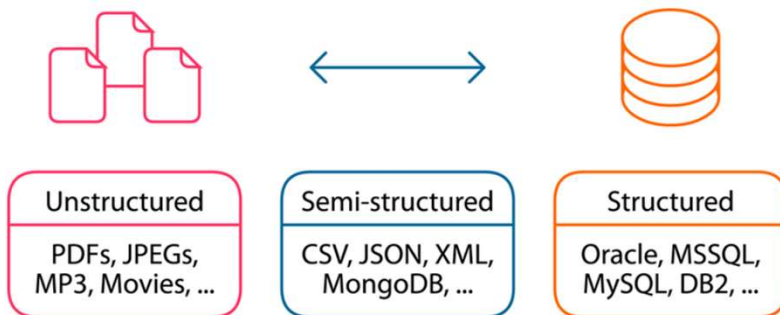 Unstructured
PDFs, JPEGs,
MP3, Movies, ...
Semi-structured
CSV, JSON, XML,
MongoDB, ...
Structured
Oracle, MSSQL,
MySQL, DB2, ...